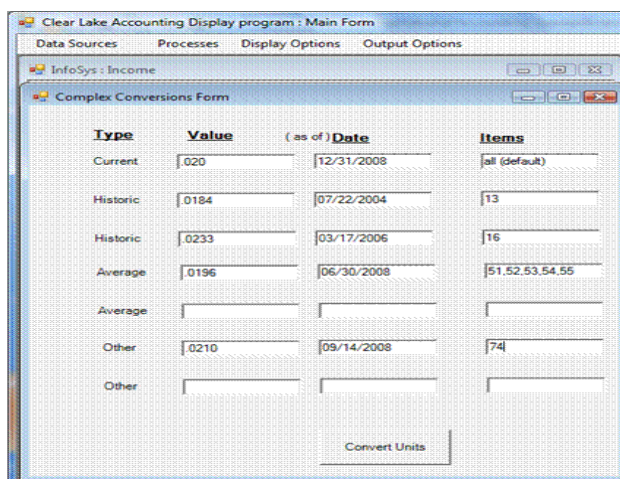 Clear Lake Accounting Display program : Main Form
Data Sources Processes Display Options Output Options
InfoSys : Income
Complex Conversions Form
Type Value ( as of ) Date Items
Current .020 12/31/2008 all (default)
Historic .0184 07/22/2004 13
Historic .0233 03/17/2006 16
Average .0196 06/30/2008 51,52,53,54,55
Average
Other .0210 09/14/2008 74
Other
Convert Units